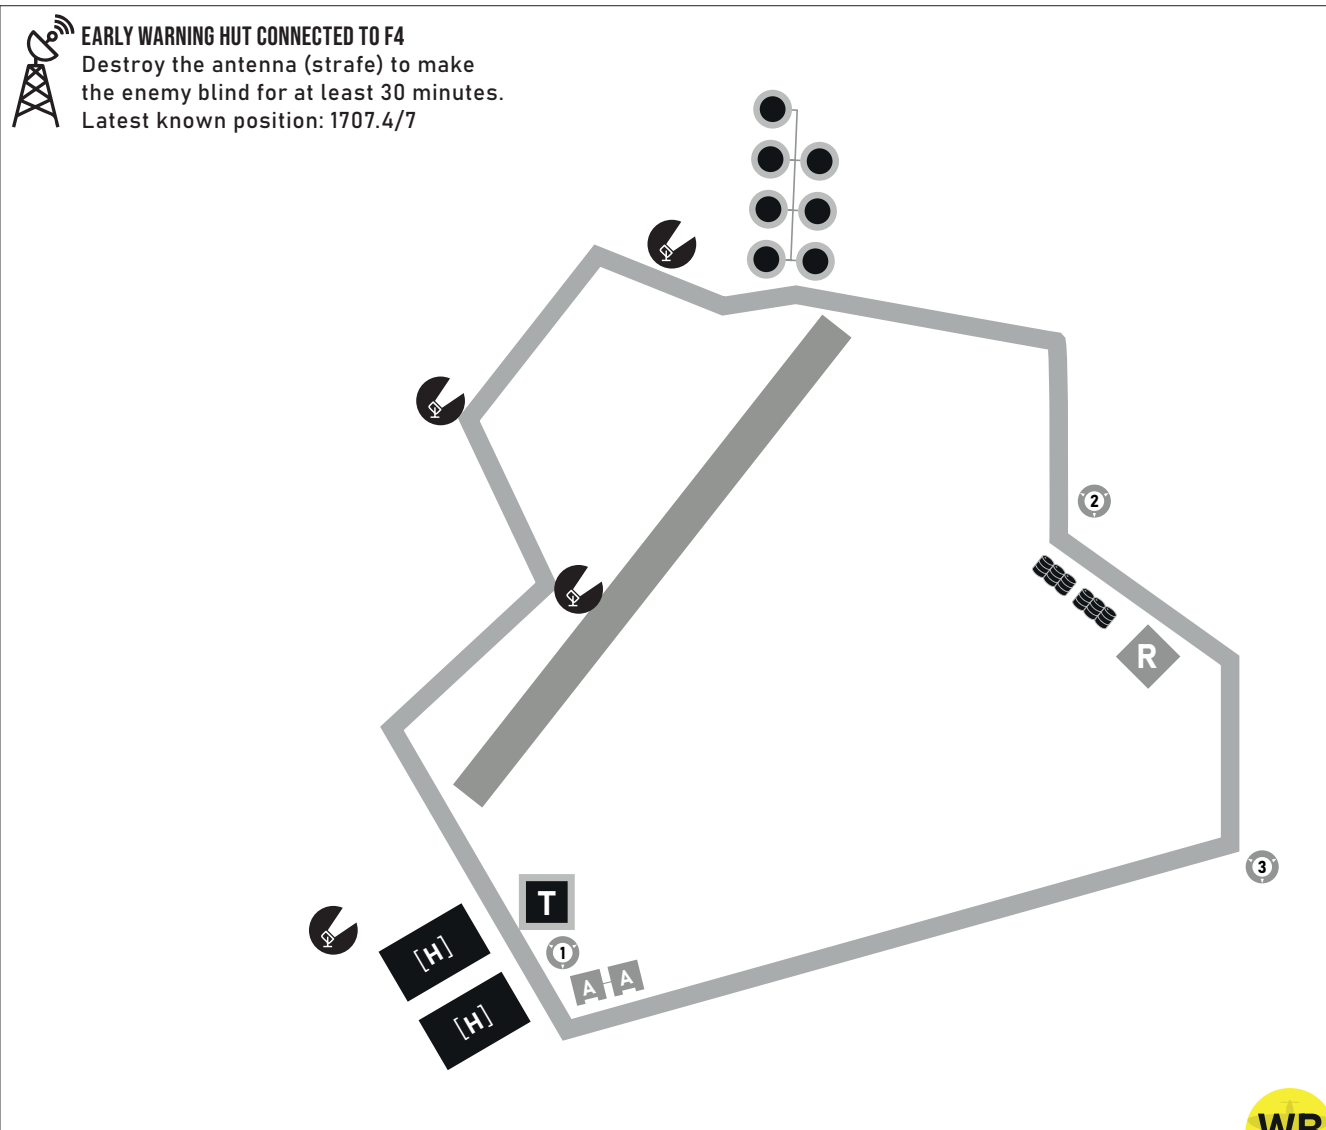 EARLY WARNING HUT CONNECTED TO F4
Destroy the antenna (strafe) to make
the enemy blind for at least 30 minutes.
Latest known position: 1707.4/7
2
R
3
T
[H]
1
A A
[H]
WB